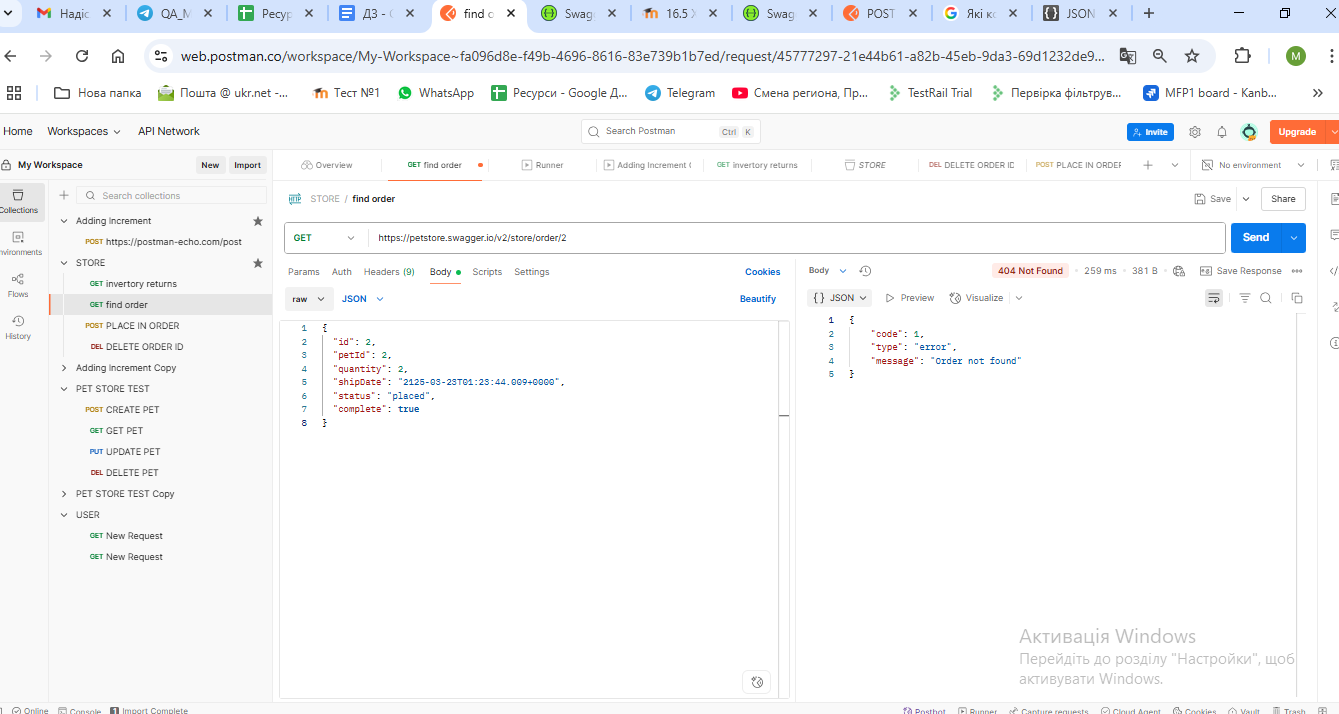 Надіс
QA_M
Ресур
ДЗ - С
find o
Swag
16.5 X
Swag
POST
Які ко
JSON
web.postman.co/workspace/My-Workspace~fa096d8e-f49b-4696-8616-83e739b1b7ed/request/45777297-21e44b61-a82b-45eb-9da3-69d1232de9...
M
Нова папка
Пошта @ ukr.net -...
Тест №1
WhatsApp
Ресурси - Google Д...
Telegram
Смена региона, Пр...
TestRail Trial
Первірка фільтрув...
MFP1 board - Kanb...
Home
Workspaces
API Network
Search Postman
Ctrl
K
Invite
Upgrade
My Workspace
New
Import
Overview
GET find order
Runner
Adding Increment (
GET invertory returns
STORE
DEL DELETE ORDER ID
POST PLACE IN ORDER
No environment
Collections
nvironments
Flows
History
Search collections
Adding Increment
POST https://postman-echo.com/post
STORE
GET invertory returns
GET find order
POST PLACE IN ORDER
DEL DELETE ORDER ID
Adding Increment Copy
PET STORE TEST
POST CREATE PET
GET GET PET
PUT UPDATE PET
DEL DELETE PET
PET STORE TEST Copy
USER
GET New Request
GET New Request
HTTP STORE / find order
Save
Share
GET
https://petstore.swagger.io/v2/store/order/2
Send
Params
Auth
Headers (9)
Body
Scripts
Settings
Cookies
raw
JSON
Beautify
1 {
2 "id": 2,
3 "petId": 2,
4 "quantity": 2,
5 "shipDate": "2125-03-23T01:23:44.009+0000",
6 "status": "placed",
7 "complete": true
8 }
Body
404 Not Found
259 ms
381 B
Save Response
{ } JSON
Preview
Visualize
1 {
2 "code": 1,
3 "type": "error",
4 "message": "Order not found"
5 }
Активація Windows
Перейдіть до розділу "Настройки", щоб
активувати Windows.
Online
Console
Import Complete
Postbot
Runner
Capture requests
Cloud Agent
Cookies
Vault
Trash